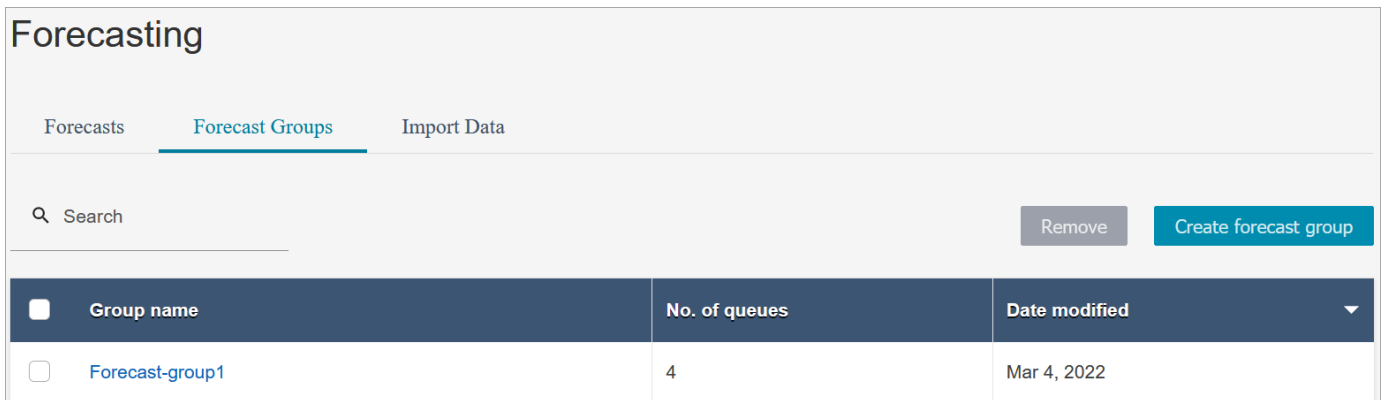 Forecasting
Forecasts Forecast Groups Import Data
Search Remove Create forecast group
Group name No. of queues Date modified
Forecast-group1 4 Mar 4, 2022